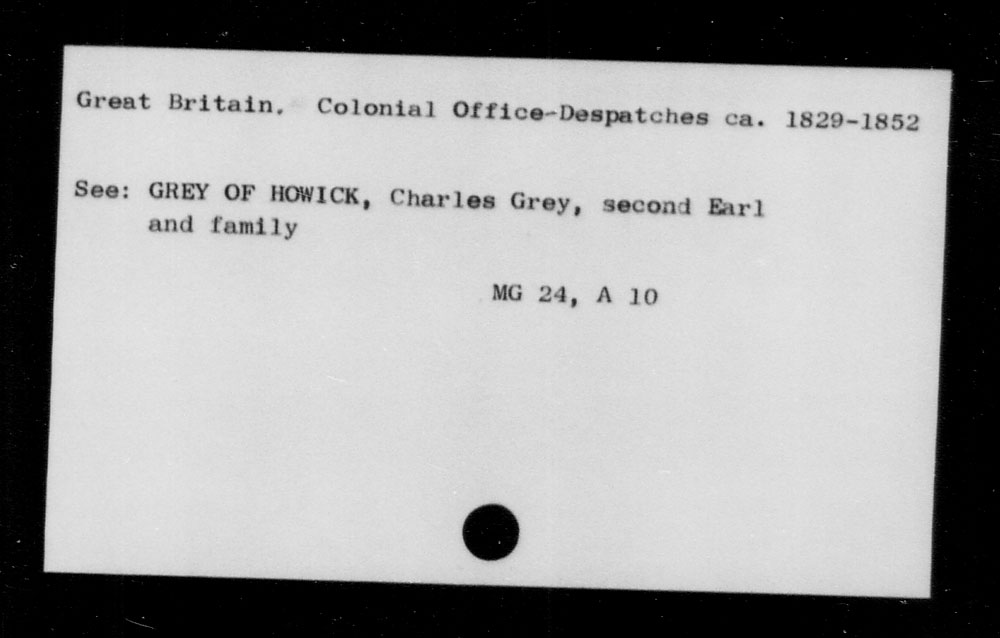 Great Britain. Colonial Office-Despatches ca. 1829-1852
See: GREY OF HOWICK, Charles Grey, second Earl
and family
MG 24, A 10